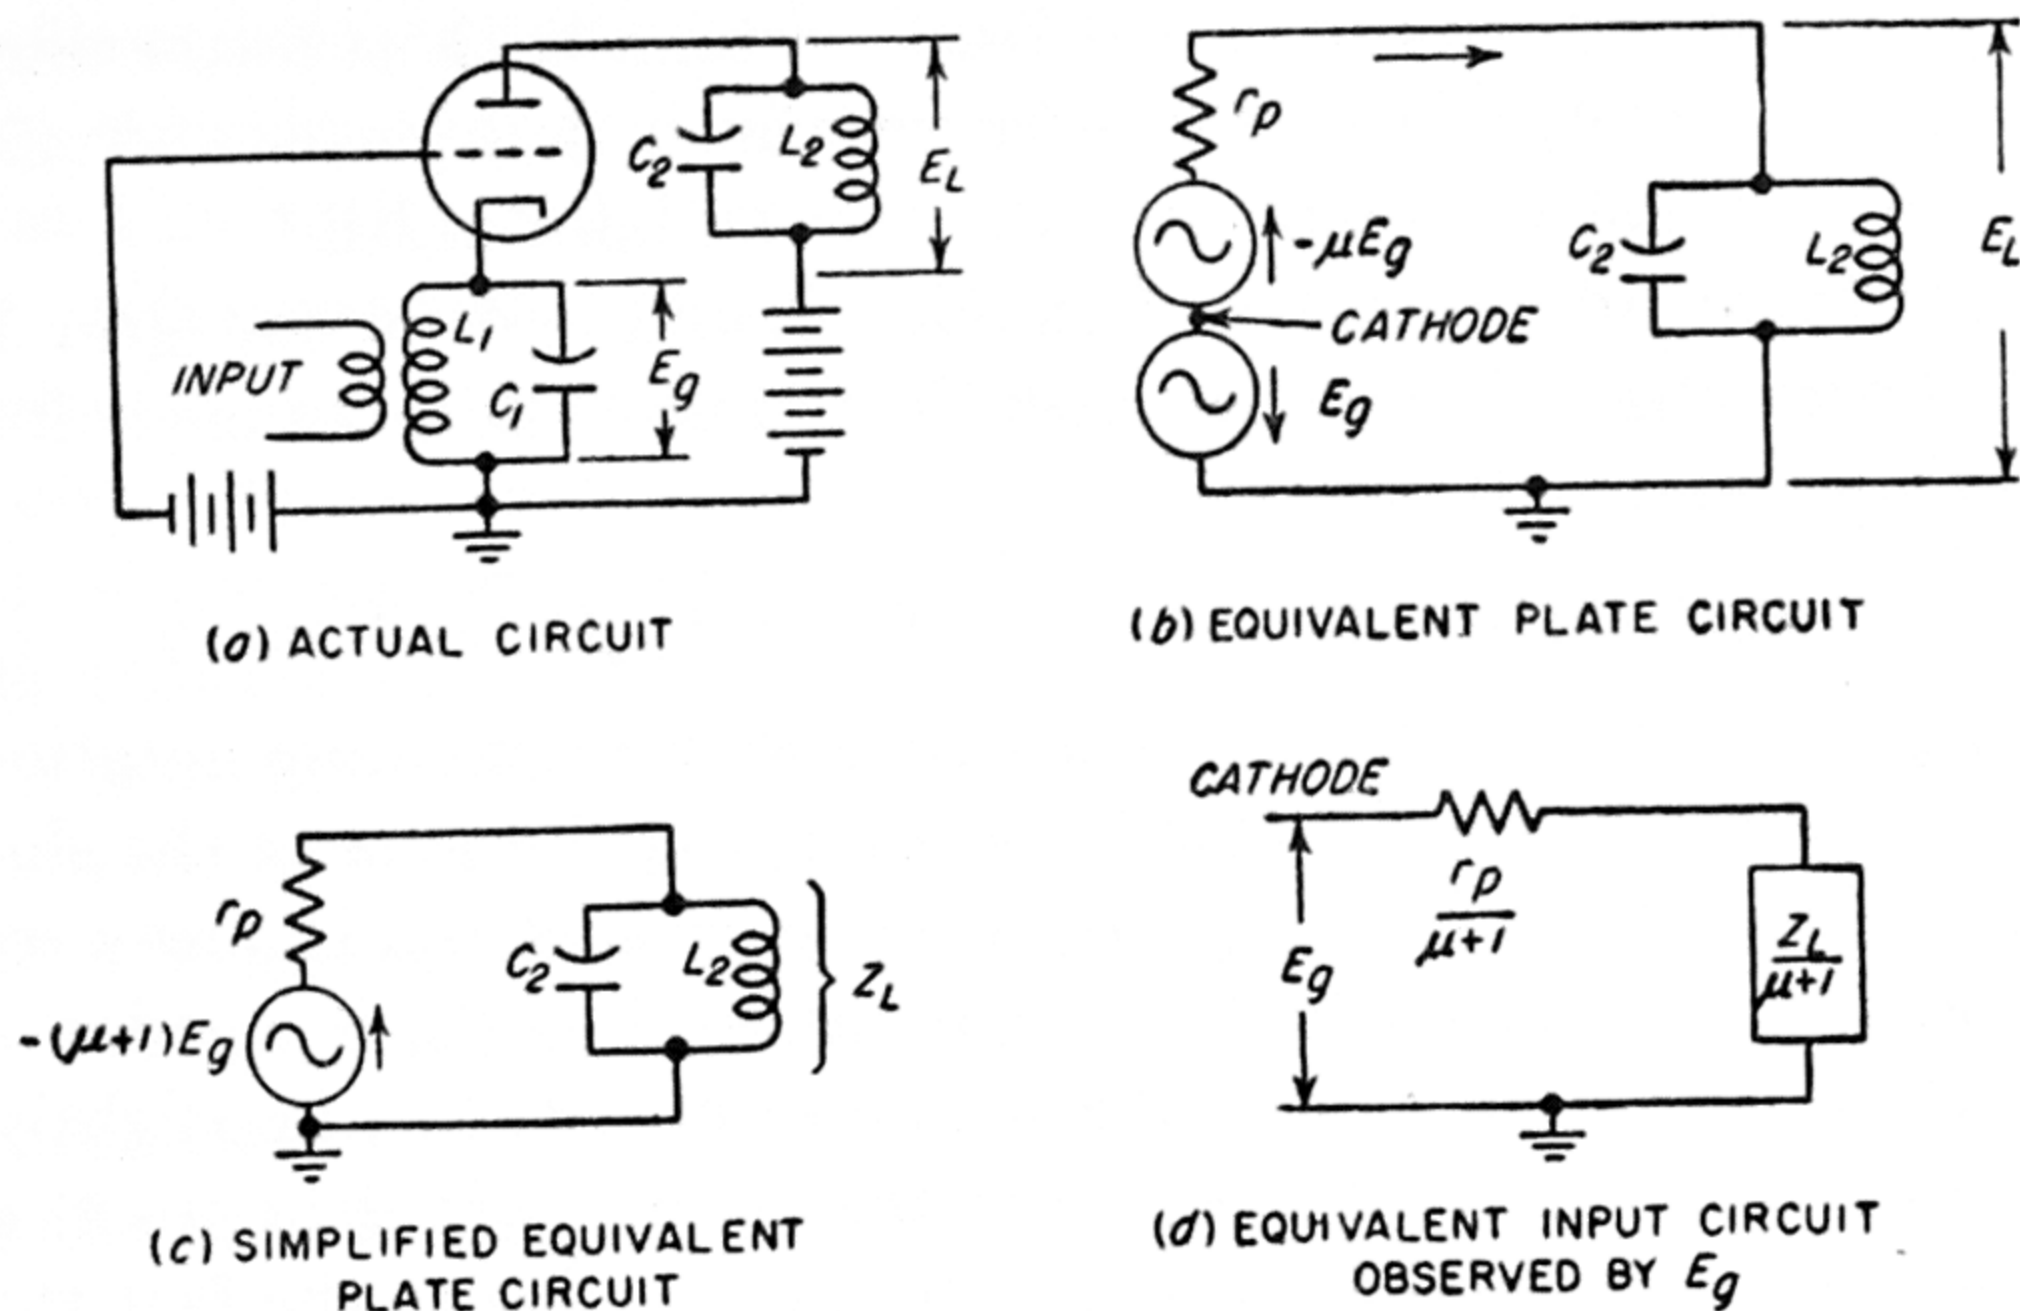 C2
L2
EL
L1
INPUT
C1
Eg
(a) ACTUAL CIRCUIT
rp
-μEg
CATHODE
Eg
C2
L2
EL
(b) EQUIVALENT PLATE CIRCUIT
rp
C2
L2
ZL
-(μ+1)Eg
(c) SIMPLIFIED EQUIVALENT
PLATE CIRCUIT
CATHODE
rp
μ+1
Eg
ZL
μ+1
(d) EQUIVALENT INPUT CIRCUIT
OBSERVED BY Eg